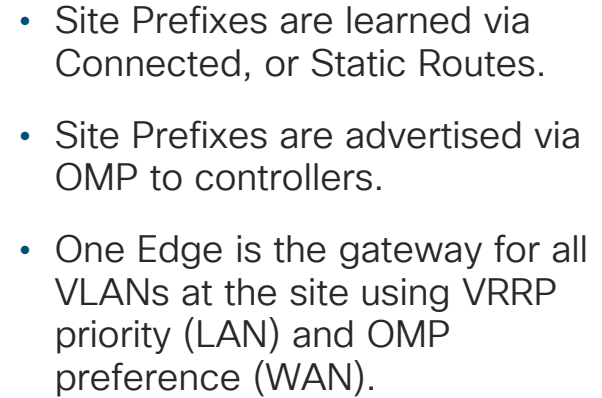 • Site Prefixes are learned via
Connected, or Static Routes.
• Site Prefixes are advertised via
OMP to controllers.
• One Edge is the gateway for all
VLANs at the site using VRRP
priority (LAN) and OMP
preference (WAN).